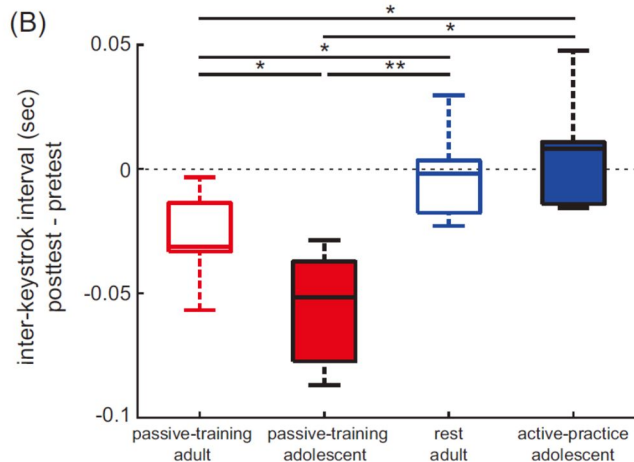 (B)
*
*
*
*
**
0.05
0
-0.05
-0.1
inter-keystrok interval (sec)
posttest - pretest
passive-training
adult
passive-training
adolescent
rest
adult
active-practice
adolescent